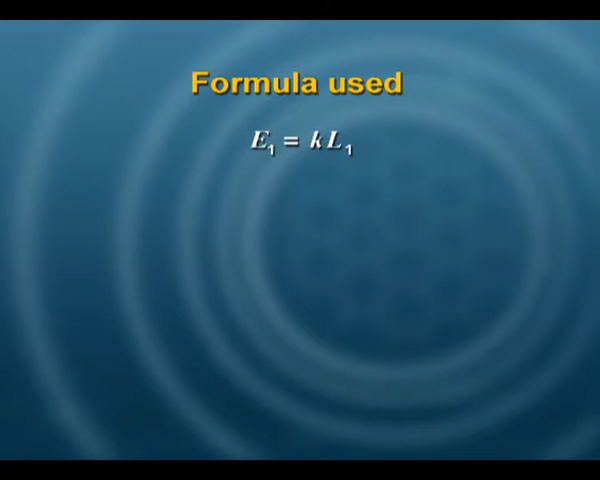 Formula used
E₁ = kL₁